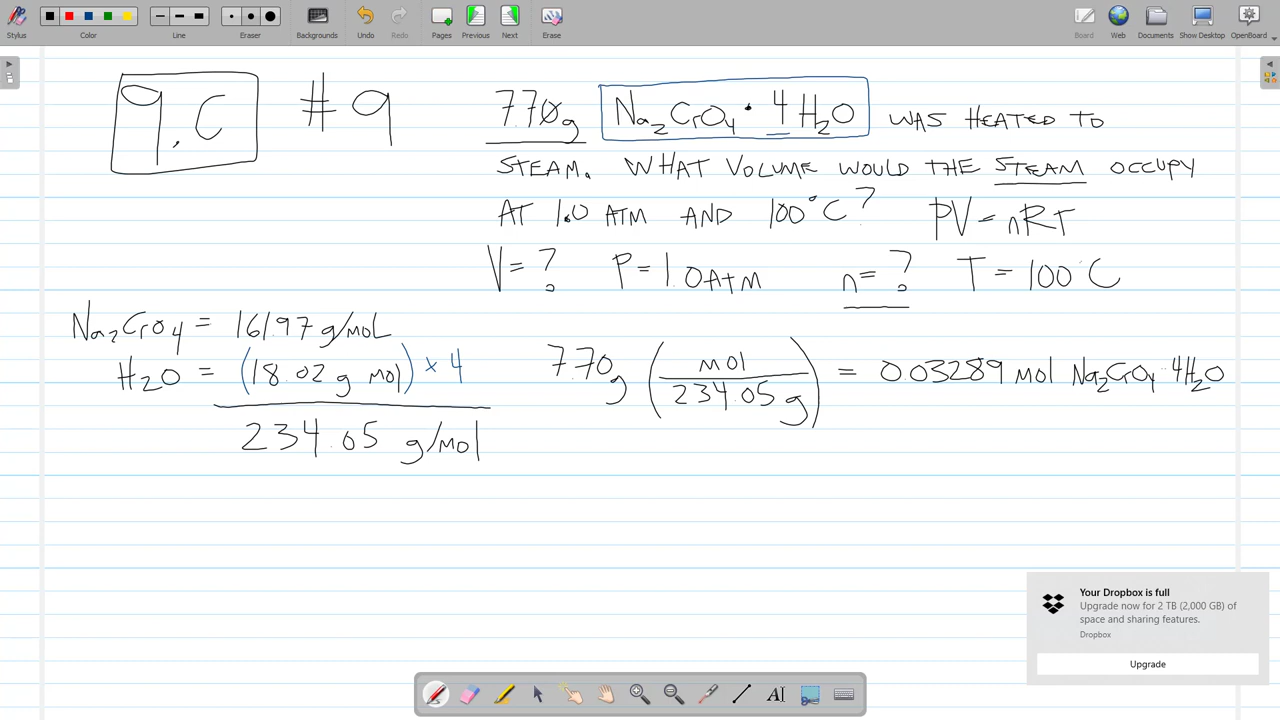 Stylus Color Line Eraser Backgrounds Undo Redo Pages Previous Next Erase Board Web Documents Show Desktop OpenBoard
9.C #9 7.70g Na₂CrO₄ · 4H₂O WAS HEATED TO
STEAM. WHAT VOLUME WOULD THE STEAM OCCUPY
AT 1.0 ATM AND 100°C? PV = nRT
V = ? P = 1.0 ATM n = ? T = 100°C
Na₂CrO₄ = 161.97 g/mol
H₂O = (18.02 g mol) × 4
234.05 g/mol
7.70g (mol / 234.05 g) = 0.03289 mol Na₂CrO₄·4H₂O
Your Dropbox is full
Upgrade now for 2 TB (2,000 GB) of
space and sharing features.
Dropbox
Upgrade
AI